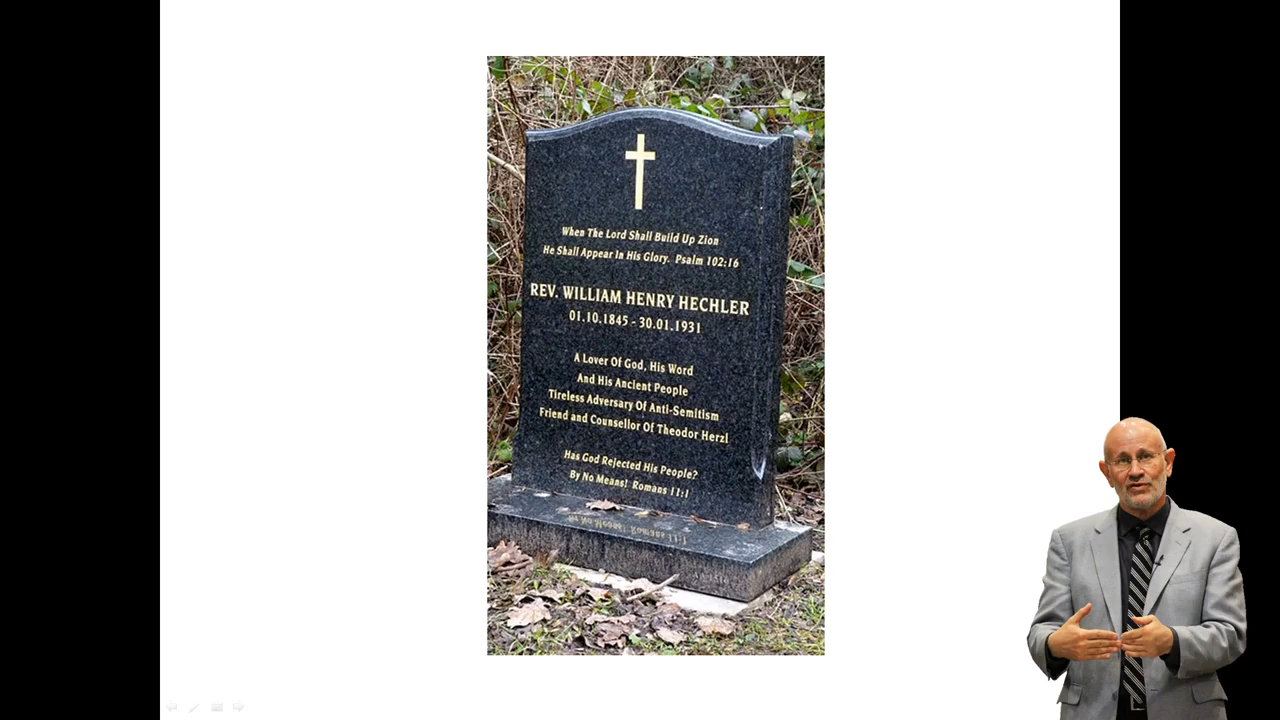 When The Lord Shall Build Up Zion
He Shall Appear In His Glory. Psalm 102:16
REV. WILLIAM HENRY HECHLER
01.10.1845 - 30.01.1931
A Lover Of God, His Word
And His Ancient People
Tireless Adversary Of Anti-Semitism
Friend and Counsellor Of Theodor Herzl
Has God Rejected His People?
By No Means! Romans 11:1